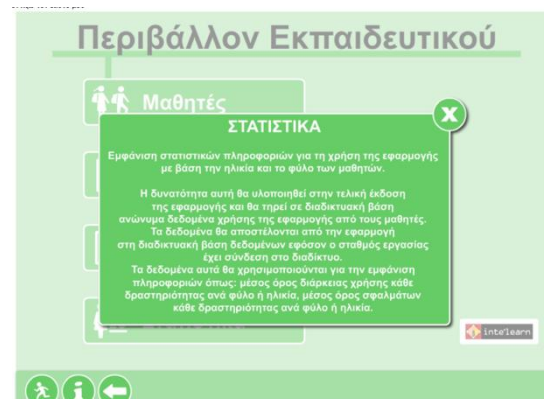 Περιβάλλον Εκπαιδευτικού
Μαθητές
ΣΤΑΤΙΣΤΙΚΑ
X
Εμφάνιση στατιστικών πληροφοριών για τη χρήση της εφαρμογής
με βάση την ηλικία και το φύλο των μαθητών.
Η δυνατότητα αυτή θα υλοποιηθεί στην τελική έκδοση
της εφαρμογής και θα τηρεί σε διαδικτυακή βάση
ανώνυμα δεδομένα χρήσης της εφαρμογής από τους μαθητές.
Τα δεδομένα θα αποστέλονται από την εφαρμογή
στη διαδικτυακή βάση δεδομένων εφόσον ο σταθμός εργασίας
έχει σύνδεση στο διαδίκτυο.
Τα δεδομένα αυτά θα χρησιμοποιούνται για την εμφάνιση
πληροφοριών όπως: μέσος όρος διάρκειας χρήσης κάθε
δραστηριότητας ανά φύλο ή ηλικία, μέσος όρος σφαλμάτων
κάθε δραστηριότητας ανά φύλο ή ηλικία.
inte*learn